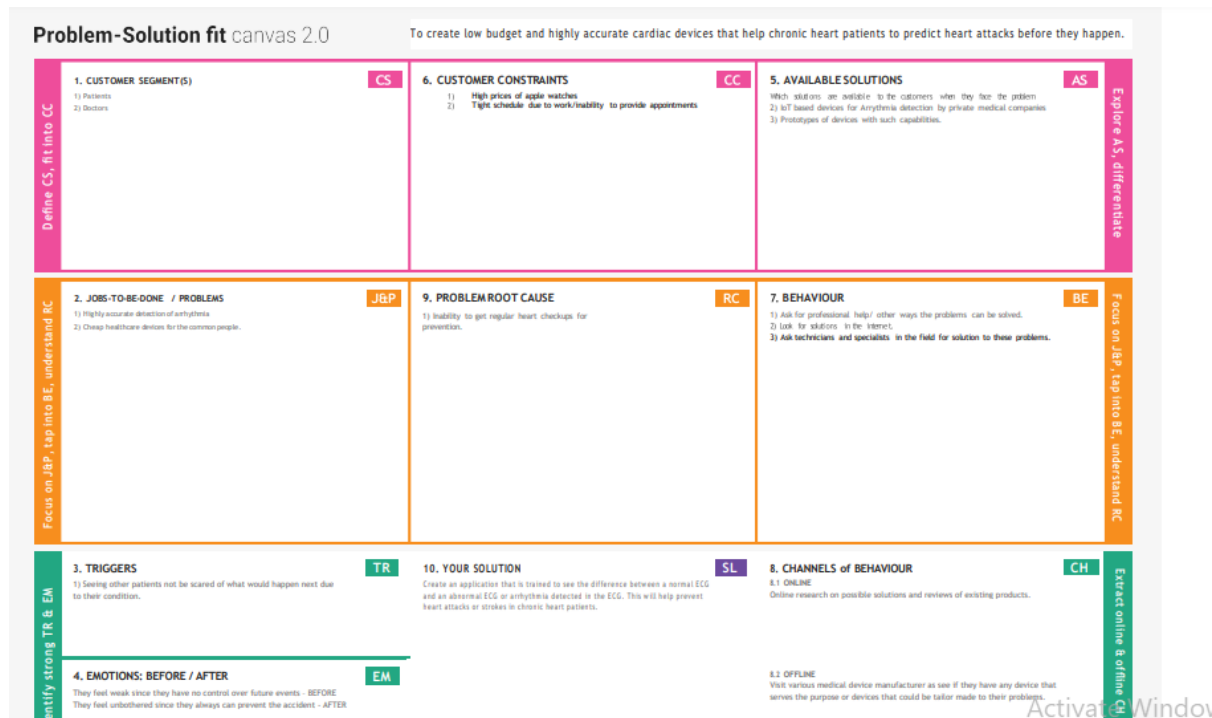 Problem-Solution fit canvas 2.0
To create low budget and highly accurate cardiac devices that help chronic heart patients to predict heart attacks before they happen.
Define CS, fit into CC
1. CUSTOMER SEGMENT(S)
CS
1) Patients
2) Doctors
6. CUSTOMER CONSTRAINTS
CC
1) High prices of apple watches
2) Tight schedule due to work/inability to provide appointments
5. AVAILABLE SOLUTIONS
AS
Which solutions are available to the customers when they face the problem
2) IoT based devices for Arrythmia detection by private medical companies
3) Prototypes of devices with such capabilities.
Explore AS, differentiate
Focus on J&P, tap into BE, understand RC
2. JOBS-TO-BE-DONE / PROBLEMS
J&P
1) Highly accurate detection of arrhythmia
2) Cheap healthcare devices for the common people.
9. PROBLEM ROOT CAUSE
RC
1) Inability to get regular heart checkups for
prevention.
7. BEHAVIOUR
BE
1) Ask for professional help/ other ways the problems can be solved.
2) Look for solutions in the internet.
3) Ask technicians and specialists in the field for solution to these problems.
Focus on J&P, tap into BE, understand RC
entify strong TR & EM
3. TRIGGERS
TR
1) Seeing other patients not be scared of what would happen next due
to their condition.
4. EMOTIONS: BEFORE / AFTER
EM
They feel weak since they have no control over future events - BEFORE
They feel unbothered since they always can prevent the accident - AFTER
10. YOUR SOLUTION
SL
Create an application that is trained to see the difference between a normal ECG
and an abnormal ECG or arrhythmia detected in the ECG. This will help prevent
heart attacks or strokes in chronic heart patients.
8. CHANNELS of BEHAVIOUR
CH
8.1 ONLINE
Online research on possible solutions and reviews of existing products.
8.2 OFFLINE
Visit various medical device manufacturer as see if they have any device that
serves the purpose or devices that could be tailor made to their problems.
Extract online & offline CH
Activate Window